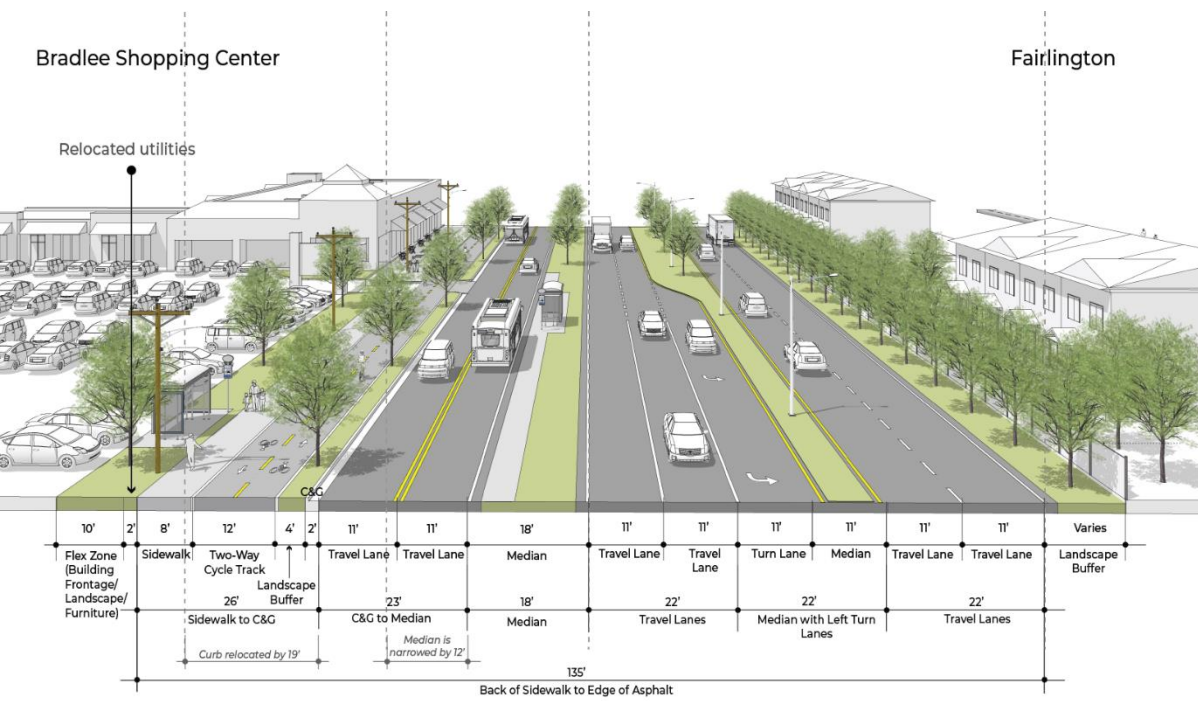 Bradlee Shopping Center
Fairlington
Relocated utilities
C&G
10'
2'
8'
12'
4'
2'
11'
11'
18'
11'
11'
11'
11'
11'
11'
Varies
Flex Zone
(Building
Frontage/
Landscape/
Furniture)
Sidewalk
Two-Way
Cycle Track
Landscape
Buffer
Travel Lane
Travel Lane
Median
Travel Lane
Travel
Lane
Turn Lane
Median
Travel Lane
Travel Lane
Landscape
Buffer
26'
Sidewalk to C&G
23'
C&G to Median
18'
Median
22'
Travel Lanes
22'
Median with Left Turn
Lanes
22'
Travel Lanes
Curb relocated by 19'
Median is
narrowed by 12'
135'
Back of Sidewalk to Edge of Asphalt